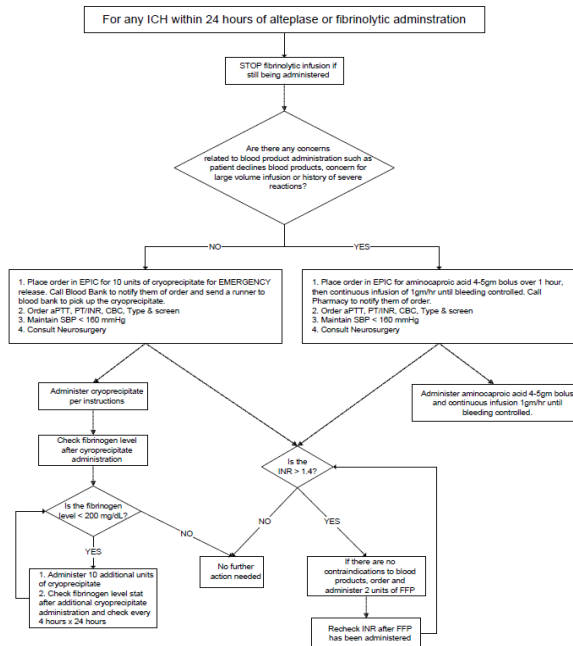 For any ICH within 24 hours of alteplase or fibrinolytic adminstration
STOP fibrinolytic infusion if
still being administered
Are there any concerns
related to blood product administration such as
patient declines blood products, concern for
large volume infusion or history of severe
reactions?
NO
YES
1. Place order in EPIC for 10 units of cryoprecipitate for EMERGENCY
release. Call Blood Bank to notify them of order and send a runner to
blood bank to pick up the cryoprecipitate.
2. Order aPTT, PT/INR, CBC, Type & screen
3. Maintain SBP < 160 mmHg
4. Consult Neurosurgery
1. Place order in EPIC for aminocaproic acid 4-5gm bolus over 1 hour,
then continuous infusion of 1gm/hr until bleeding controlled. Call
Pharmacy to notify them of order.
2. Order aPTT, PT/INR, CBC, Type & screen
3. Maintain SBP < 160 mmHg
4. Consult Neurosurgery
Administer cryoprecipitate
per instructions
Administer aminocaproic acid 4-5gm bolus
and continuous infusion 1gm/hr until
bleeding controlled.
Check fibrinogen level
after cyroprecipitate
administration
Is the
INR > 1.4?
Is the fibrinogen
level < 200 mg/dL?
NO
NO
YES
YES
No further
action needed
If there are no
contraindications to blood
products, order and
administer 2 units of FFP
1. Administer 10 additional units
of cryoprecipitate
2. Check fibrinogen level stat
after additional cryoprecipitate
administration and check every
4 hours x 24 hours
Recheck INR after FFP
has been administered